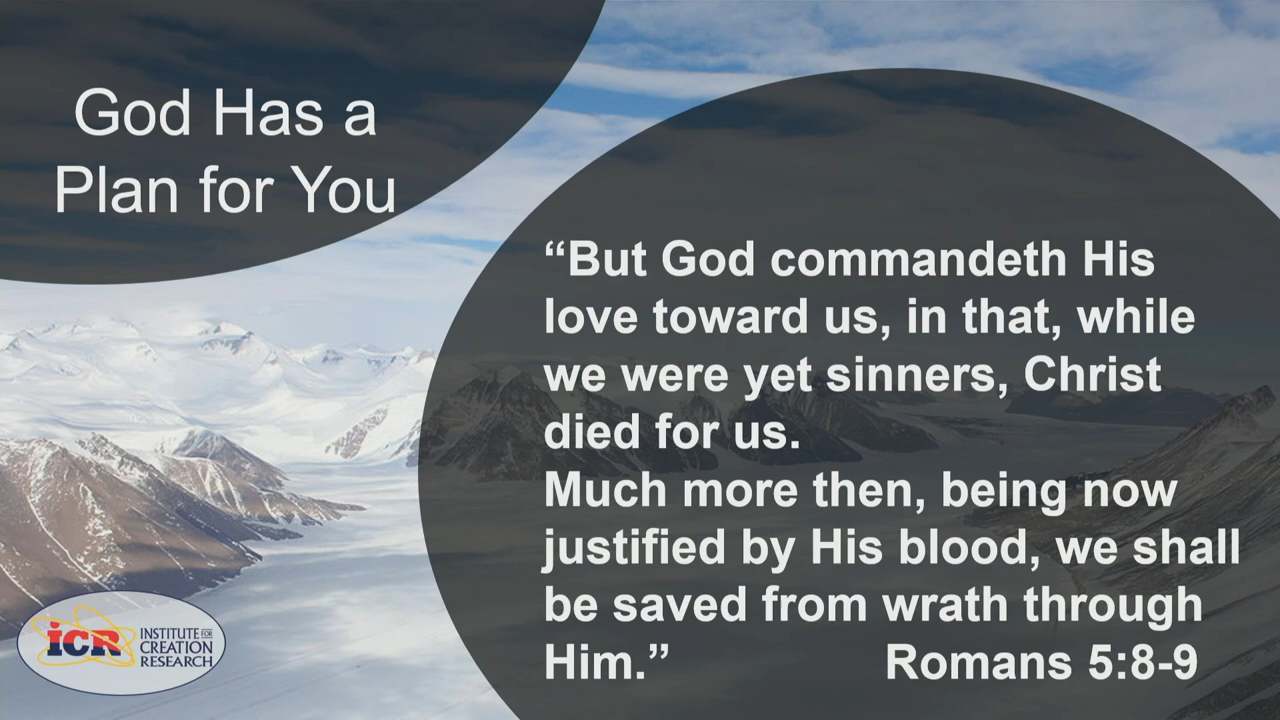 God Has a
Plan for You
“But God commandeth His
love toward us, in that, while
we were yet sinners, Christ
died for us.
Much more then, being now
justified by His blood, we shall
be saved from wrath through
Him.” Romans 5:8-9
iCR
INSTITUTE FOR
CREATION
RESEARCH